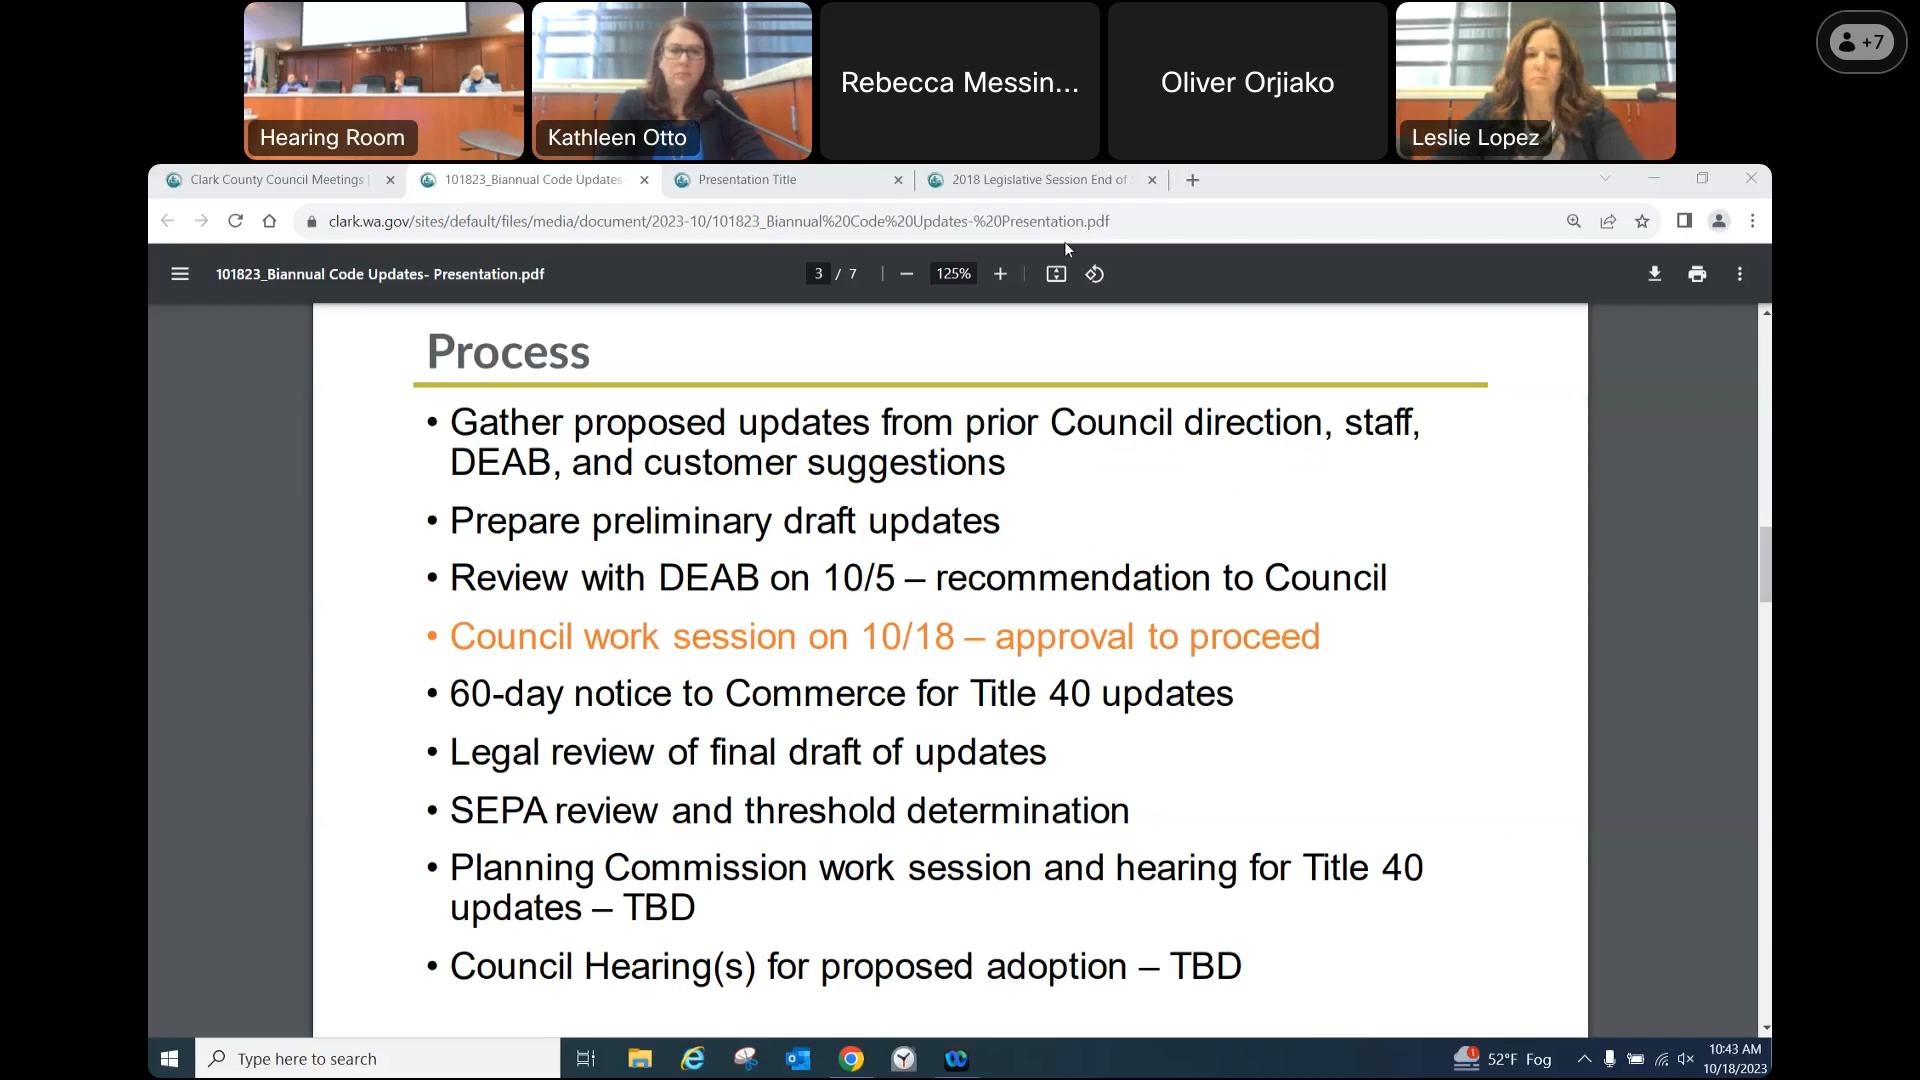 In God We Trust
Hearing Room
Kathleen Otto
Rebecca Messin...
Oliver Orjiako
Leslie Lopez
+7
Clark County Council Meetings |
101823_Biannual Code Updates-
Presentation Title
2018 Legislative Session End of
clark.wa.gov/sites/default/files/media/document/2023-10/101823_Biannual%20Code%20Updates-%20Presentation.pdf
101823_Biannual Code Updates- Presentation.pdf
3 / 7
125%
Process
• Gather proposed updates from prior Council direction, staff,
DEAB, and customer suggestions
• Prepare preliminary draft updates
• Review with DEAB on 10/5 – recommendation to Council
• Council work session on 10/18 – approval to proceed
• 60-day notice to Commerce for Title 40 updates
• Legal review of final draft of updates
• SEPA review and threshold determination
• Planning Commission work session and hearing for Title 40
updates – TBD
• Council Hearing(s) for proposed adoption – TBD
Type here to search
1
52°F Fog
10:43 AM
10/18/2023